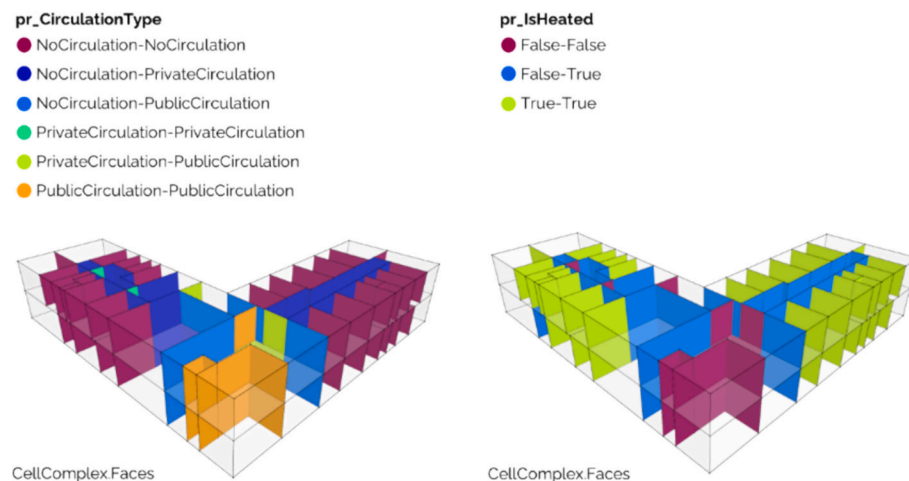 pr_CirculationType
NoCirculation-NoCirculation
NoCirculation-PrivateCirculation
NoCirculation-PublicCirculation
PrivateCirculation-PrivateCirculation
PrivateCirculation-PublicCirculation
PublicCirculation-PublicCirculation
CellComplex.Faces
pr_IsHeated
False-False
False-True
True-True
CellComplex.Faces